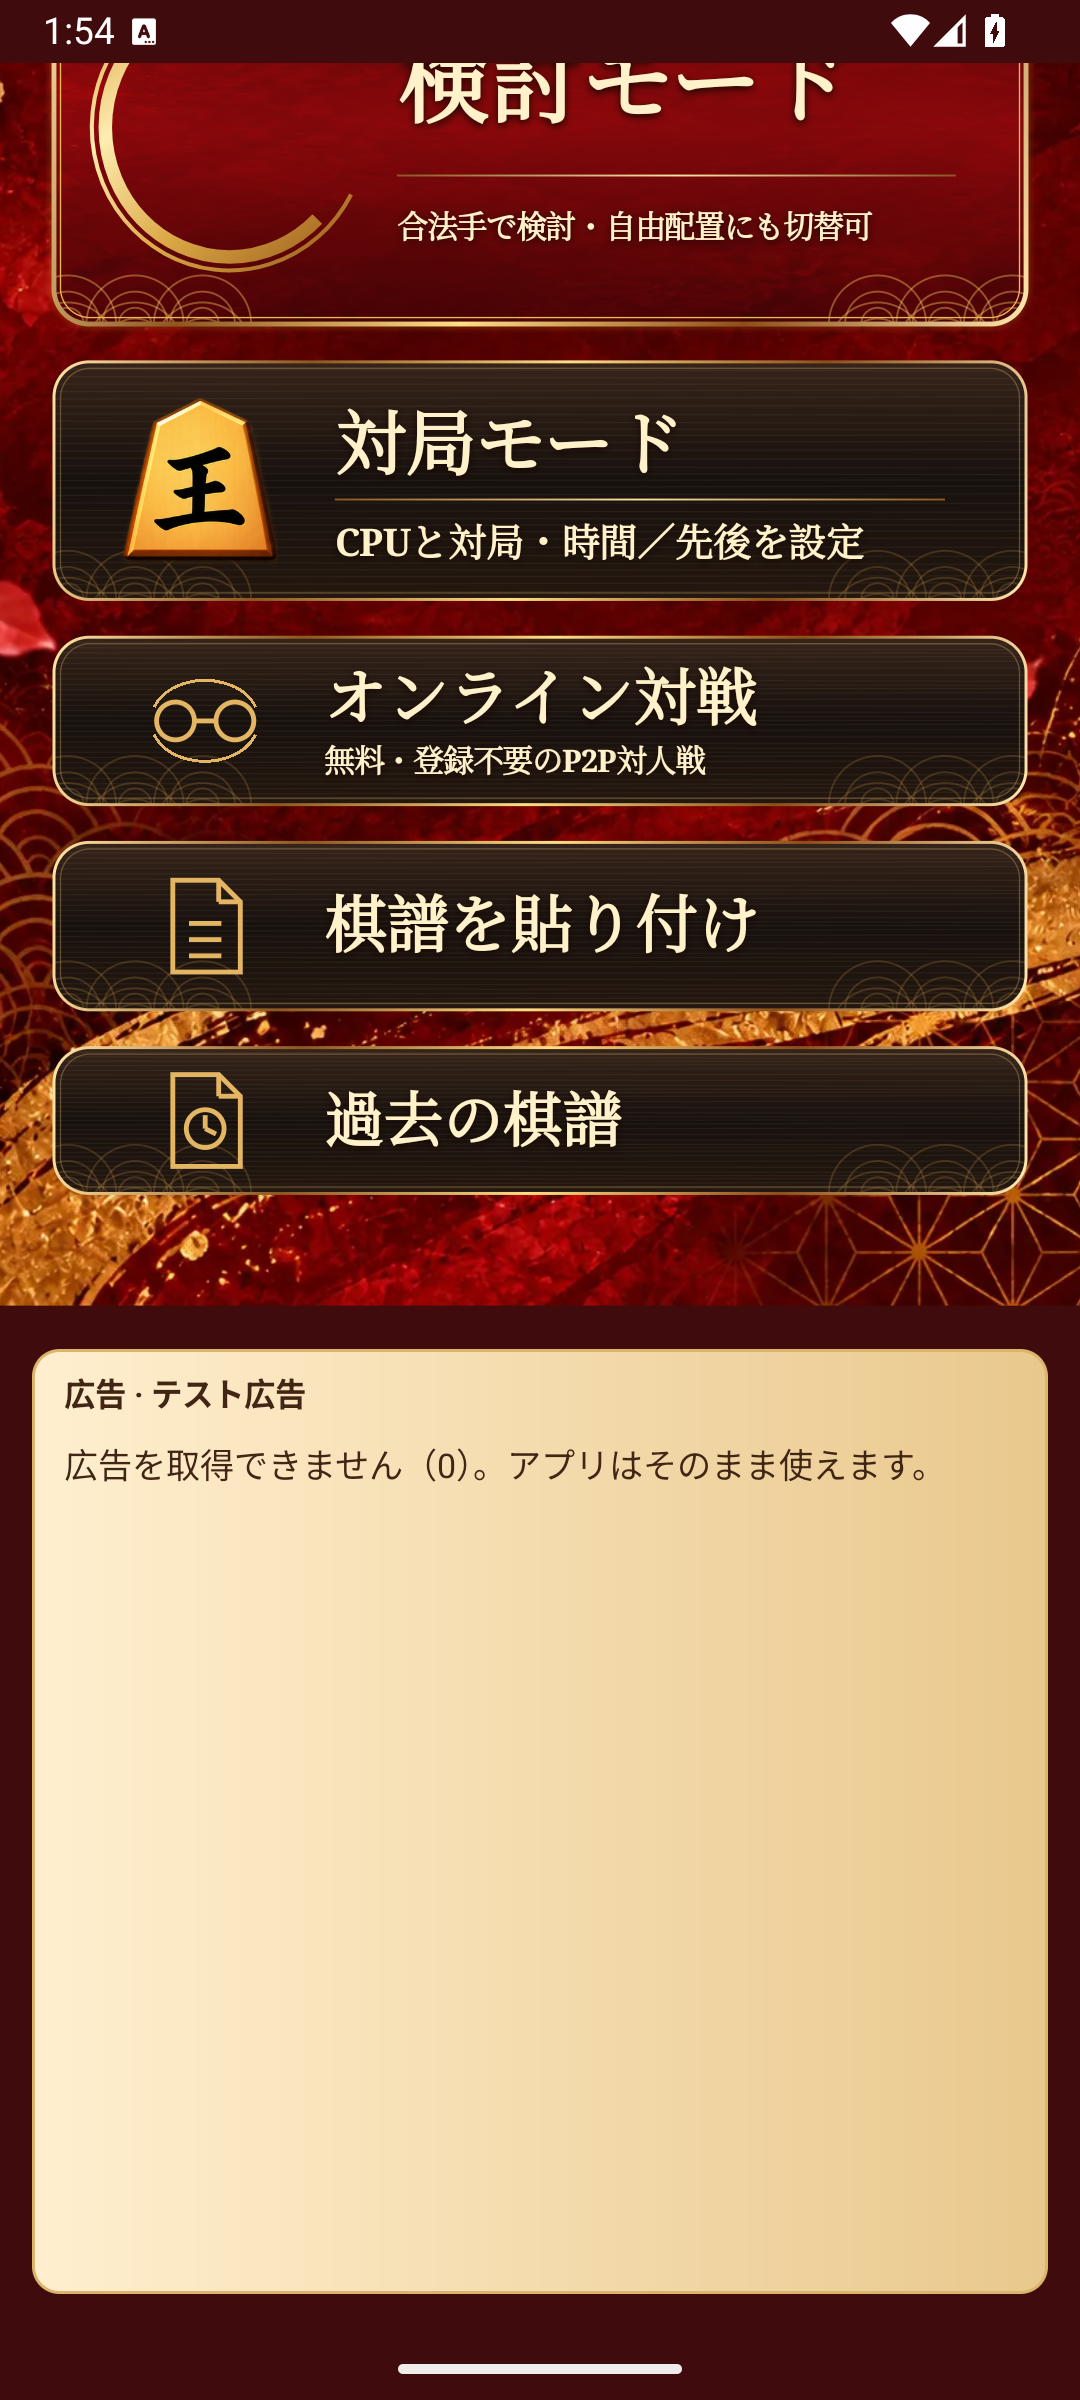 1:54
検討モード
合法手で検討・自由配置にも切替可
王
対局モード
CPUと対局・時間／先後を設定
オンライン対戦
無料・登録不要のP2P対人戦
棋譜を貼り付け
過去の棋譜
広告 · テスト広告
広告を取得できません（0）。アプリはそのまま使えます。